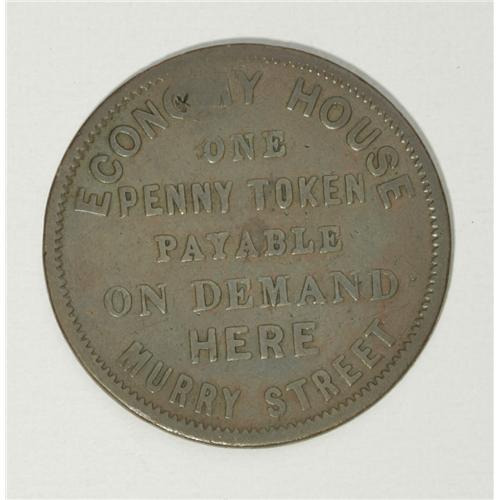 ECONOMY HOUSE
ONE
PENNY TOKEN
PAYABLE
ON DEMAND
HERE
MURRY STREET